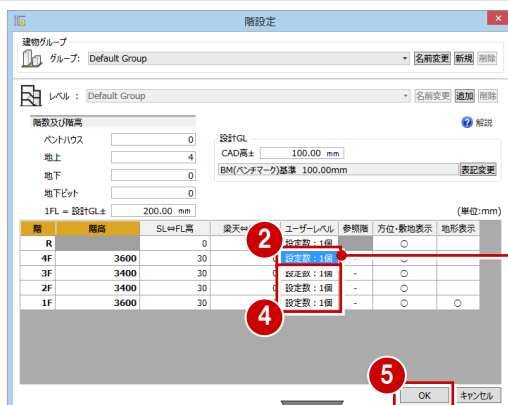 階設定
建物グループ
グループ: Default Group 名前変更 新規 削除
レベル : Default Group 名前変更 追加 削除
階数及び階高 解説
ペントハウス 0
地上 4
地下 0
地下ピット 0
1FL = 設計GL± 200.00 mm
設計GL
CAD高± 100.00 mm
BM(ベンチマーク)基準 100.00mm 表記変更
(単位:mm)
階 階高 SL⇔FL高 梁天⇔ ユーザーレベル 参照階 方位・敷地表示 地形表示
R 0 設定数：1個 ○
4F 3600 30 0 設定数：1個 - ○
3F 3400 30 0 設定数：1個 - ○
2F 3400 30 0 設定数：1個 - ○
1F 3600 30 設定数：1個 - ○ ○
2
4
5
OK キャンセル